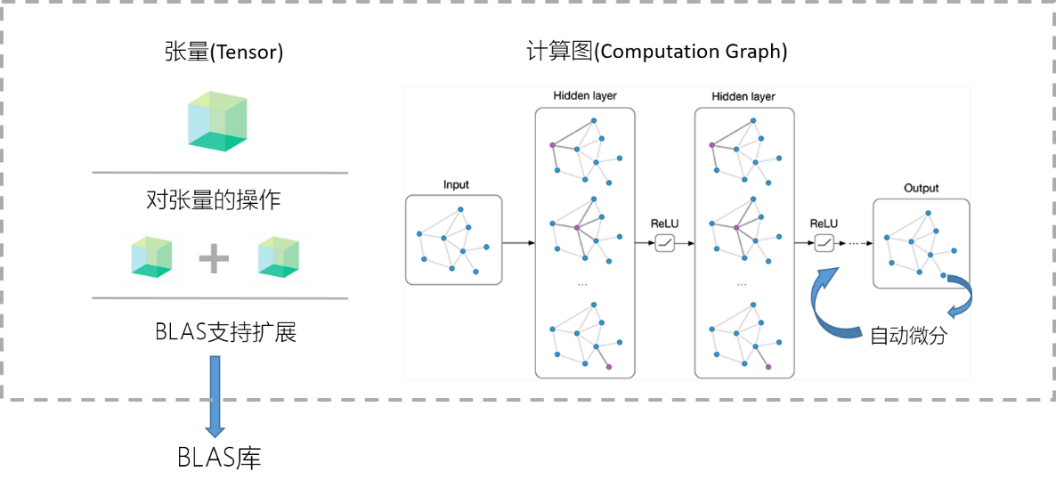 张量(Tensor)
对张量的操作
BLAS支持扩展
BLAS库
计算图(Computation Graph)
Input
Hidden layer
...
ReLU
Hidden layer
...
ReLU
......
Output
自动微分